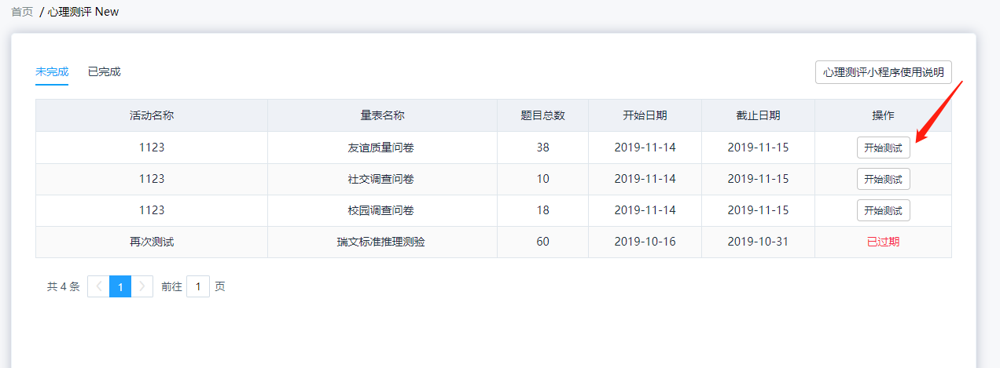 首页 / 心理测评 New
未完成 已完成 心理测评小程序使用说明
活动名称 量表名称 题目总数 开始日期 截止日期 操作
1123 友谊质量问卷 38 2019-11-14 2019-11-15 开始测试
1123 社交调查问卷 10 2019-11-14 2019-11-15 开始测试
1123 校园调查问卷 18 2019-11-14 2019-11-15 开始测试
再次测试 瑞文标准推理测验 60 2019-10-16 2019-10-31 已过期
共 4 条 1 前往 1 页